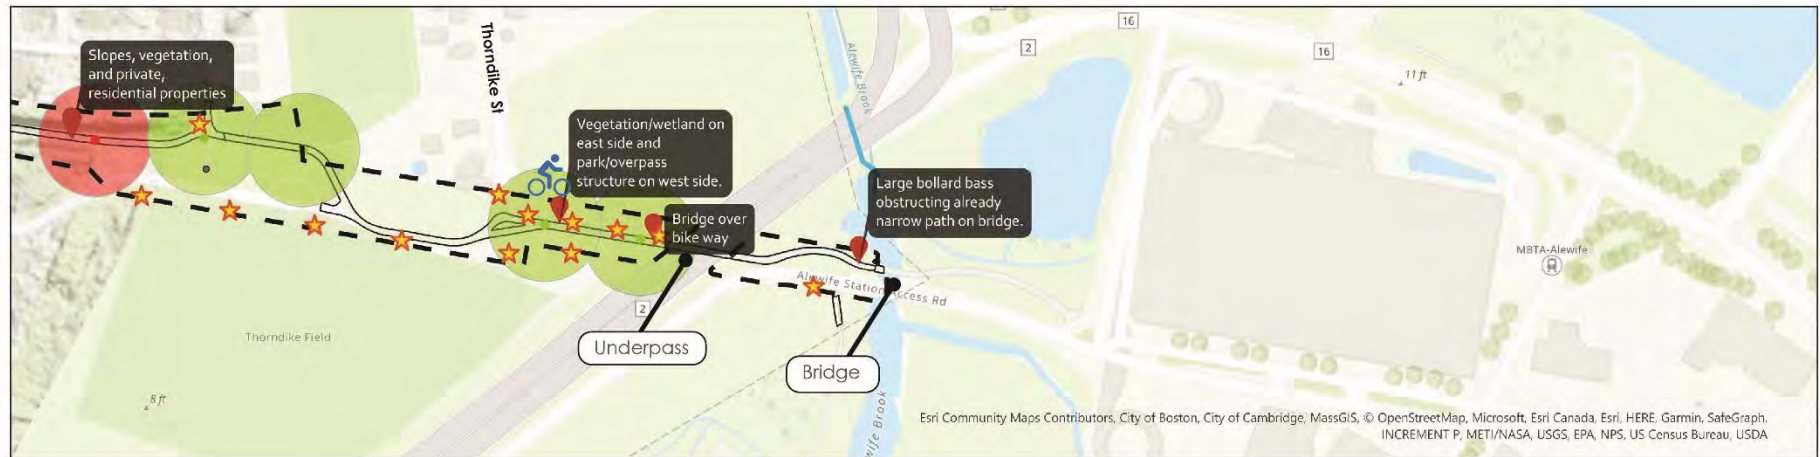 Slopes, vegetation,
and private,
residential properties
Thorndike St
Vegetation/wetland on
east side and
park/overpass
structure on west side.
Bridge over
bike way
Large bollard bass
obstructing already
narrow path on bridge.
Alewife Brook
2
2
16
16
11 ft
MBTA-Alewife
Alewife Station Access Rd
2
Thorndike Field
Underpass
Bridge
8 ft
wife Brook
Esri Community Maps Contributors, City of Boston, City of Cambridge, MassGIS, © OpenStreetMap, Microsoft, Esri Canada, Esri, HERE, Garmin, SafeGraph,
INCREMENT P, METI/NASA, USGS, EPA, NPS, US Census Bureau, USDA